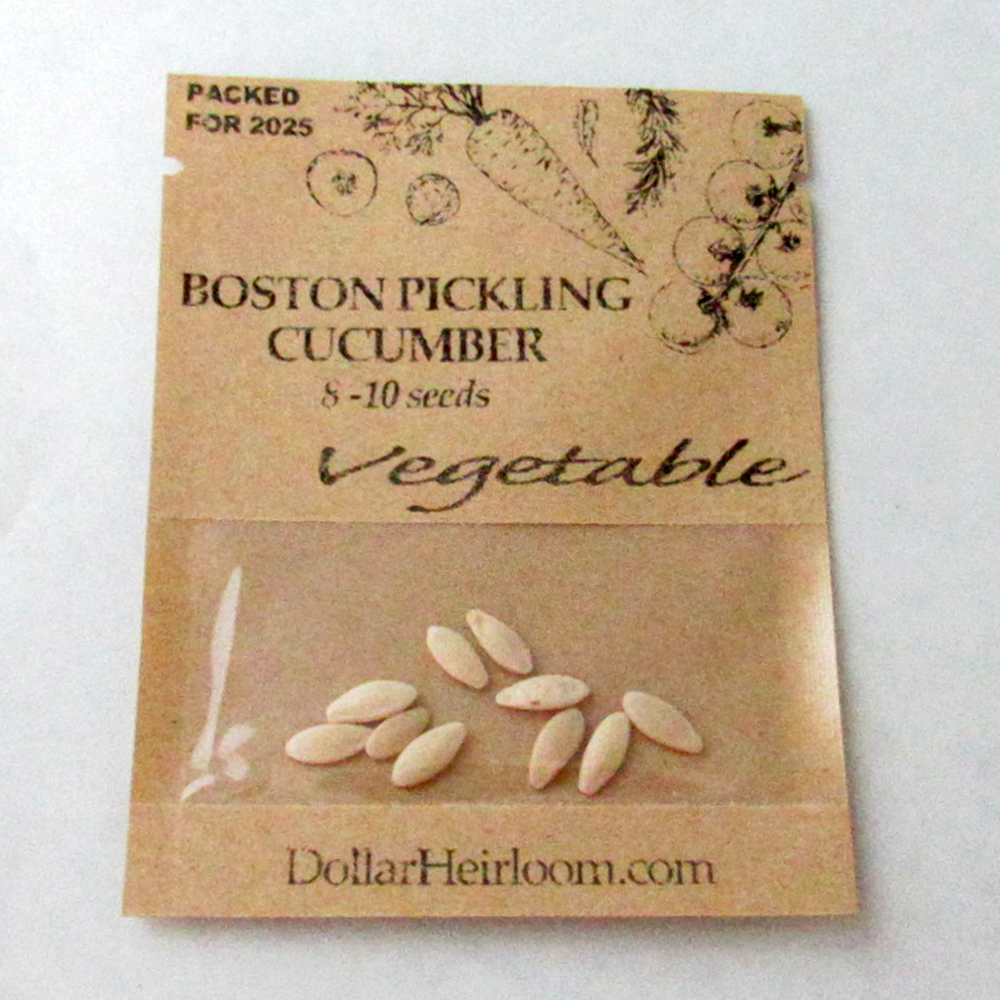 PACKED
FOR 2025
BOSTON PICKLING
CUCUMBER
8 -10 seeds
Vegetable
DollarHeirloom.com